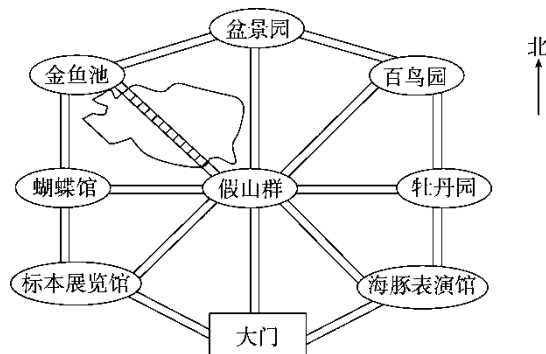 盆景园
北
金鱼池
百鸟园
蝴蝶馆
假山群
牡丹园
标本展览馆
海豚表演馆
大门